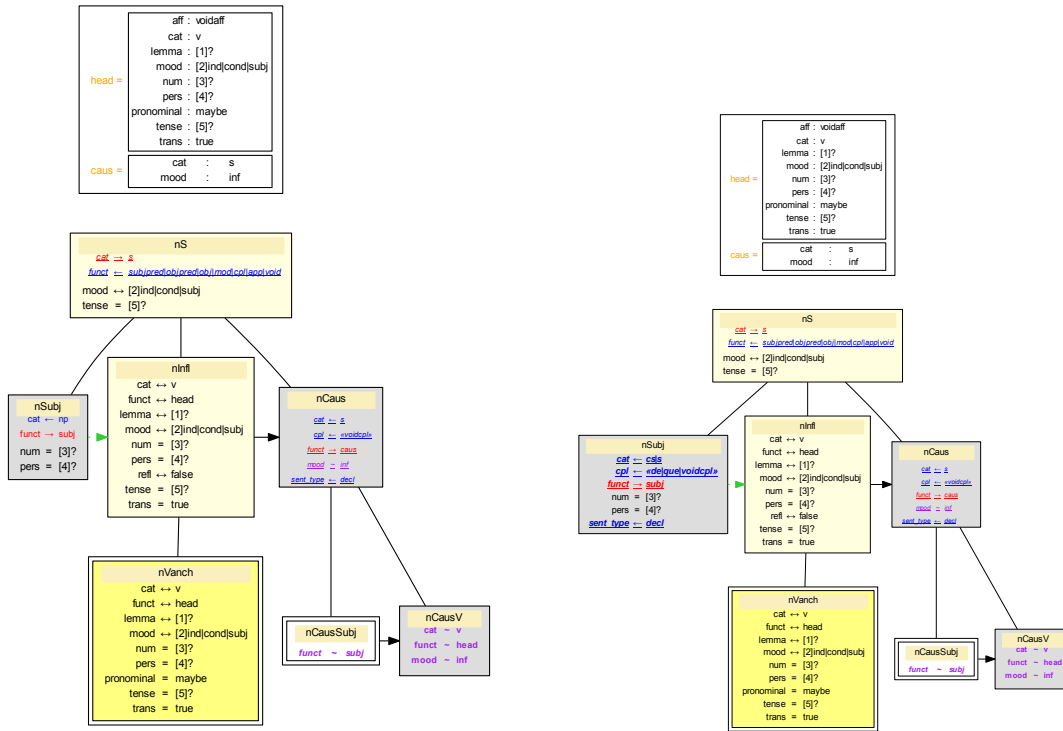 aff : voidaff
cat : v
lemma : [1]?
mood : [2]ind|cond|subj
head =
num : [3]?
pers : [4]?
pronominal : maybe
tense : [5]?
trans : true
caus =
cat : s
mood : inf
nS
cat → s
funct ← subjpred|objpred|obj|mod|cpl|app|void
mood ↔ [2]ind|cond|subj
tense = [5]?
nSubj
cat ← np
funct → subj
num = [3]?
pers = [4]?
nInfl
cat ↔ v
funct ↔ head
lemma ↔ [1]?
mood ↔ [2]ind|cond|subj
num = [3]?
pers = [4]?
refl ↔ false
tense = [5]?
trans = true
nCaus
cat ← s
cpl ← «voidcpl»
funct → caus
mood ~ inf
sent_type ← decl
nVanch
cat ↔ v
funct ↔ head
lemma ↔ [1]?
mood ↔ [2]ind|cond|subj
num = [3]?
pers = [4]?
pronominal = maybe
tense = [5]?
trans = true
nCausSubj
funct ~ subj
nCausV
cat ~ v
funct ~ head
mood ~ inf
aff : voidaff
cat : v
lemma : [1]?
mood : [2]ind|cond|subj
head =
num : [3]?
pers : [4]?
pronominal : maybe
tense : [5]?
trans : true
caus =
cat : s
mood : inf
nS
cat → s
funct ← subjpred|objpred|obj|mod|cpl|app|void
mood ↔ [2]ind|cond|subj
tense = [5]?
nSubj
cat ← cs|s
cpl ← «de|que|voidcpl»
funct → subj
num = [3]?
pers = [4]?
sent_type ← decl
nInfl
cat ↔ v
funct ↔ head
lemma ↔ [1]?
mood ↔ [2]ind|cond|subj
num = [3]?
pers = [4]?
refl ↔ false
tense = [5]?
trans = true
nCaus
cat ← s
cpl ← «voidcpl»
funct → caus
mood ~ inf
sent_type ← decl
nVanch
cat ↔ v
funct ↔ head
lemma ↔ [1]?
mood ↔ [2]ind|cond|subj
num = [3]?
pers = [4]?
pronominal = maybe
tense = [5]?
trans = true
nCausSubj
funct ~ subj
nCausV
cat ~ v
funct ~ head
mood ~ inf